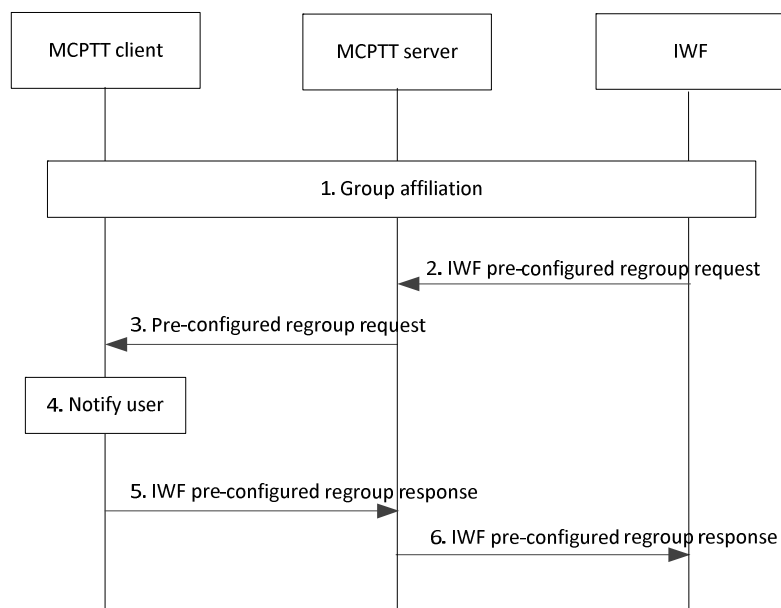 MCPTT client
MCPTT server
IWF
1. Group affiliation
2. IWF pre-configured regroup request
3. Pre-configured regroup request
4. Notify user
5. IWF pre-configured regroup response
6. IWF pre-configured regroup response